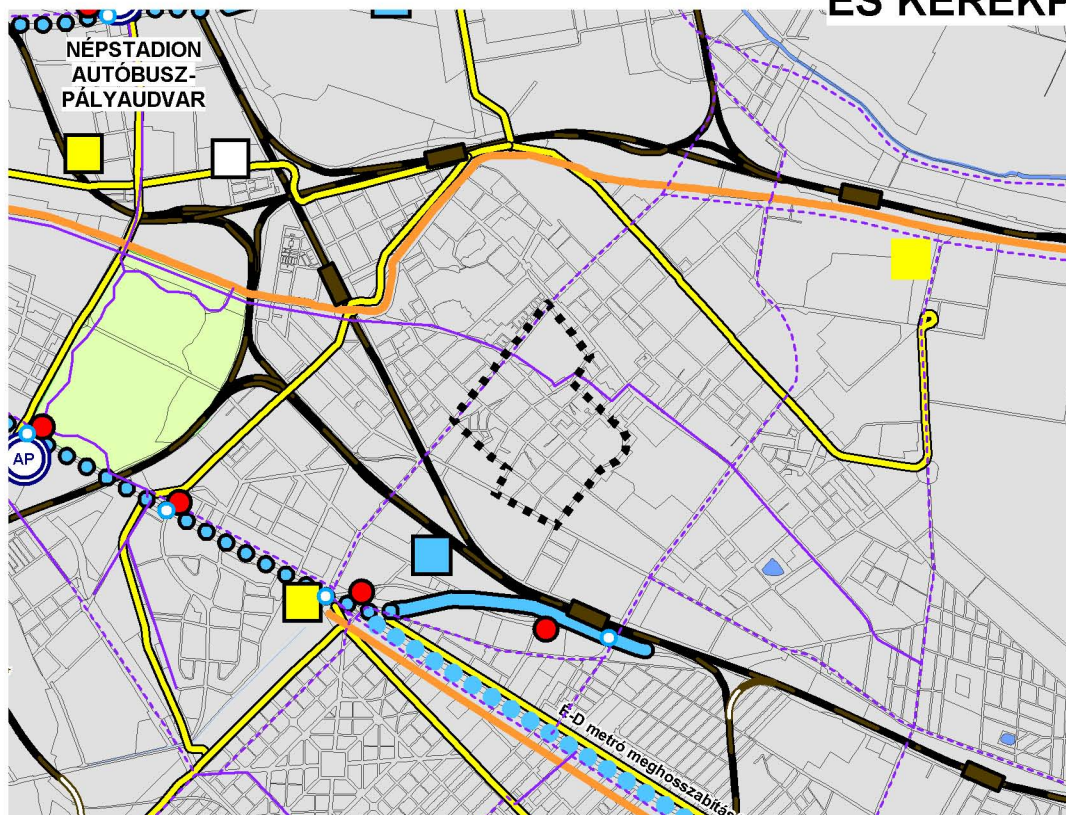 ÉS KERÉKP
NÉPSTADION
AUTÓBUSZ-
PÁLYAUDVAR
AP
É-D metró meghosszabbítás